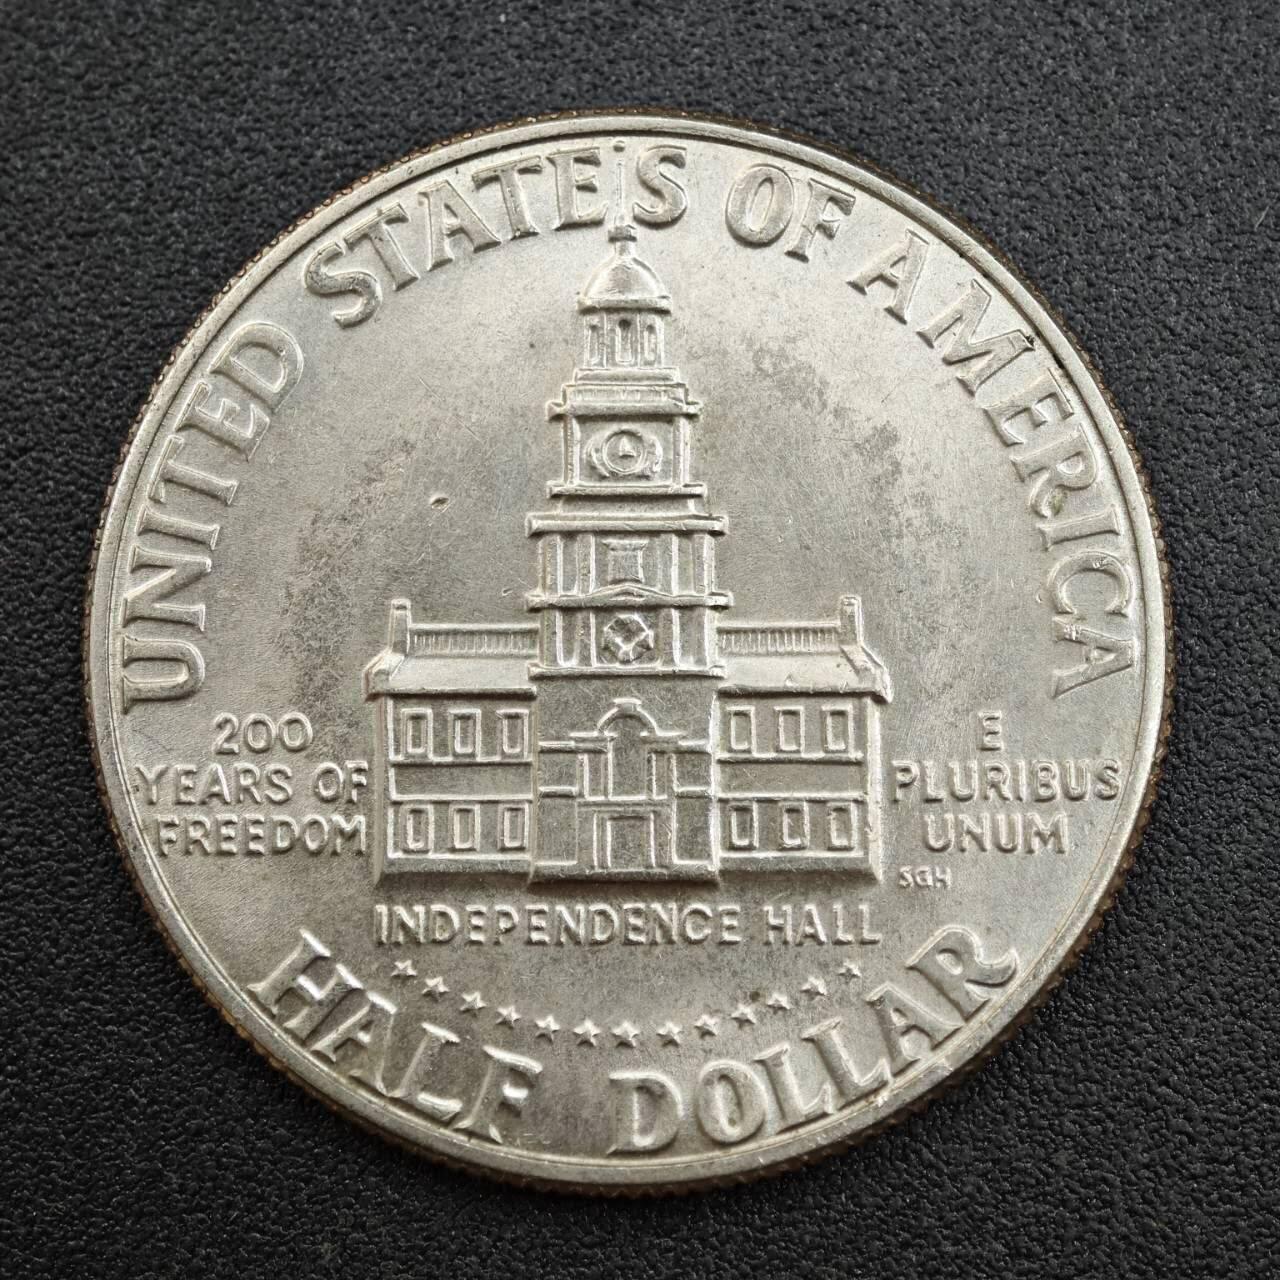 UNITED STATES OF AMERICA
200
YEARS OF
FREEDOM
E
PLURIBUS
UNUM
SGH
INDEPENDENCE HALL
HALF DOLLAR